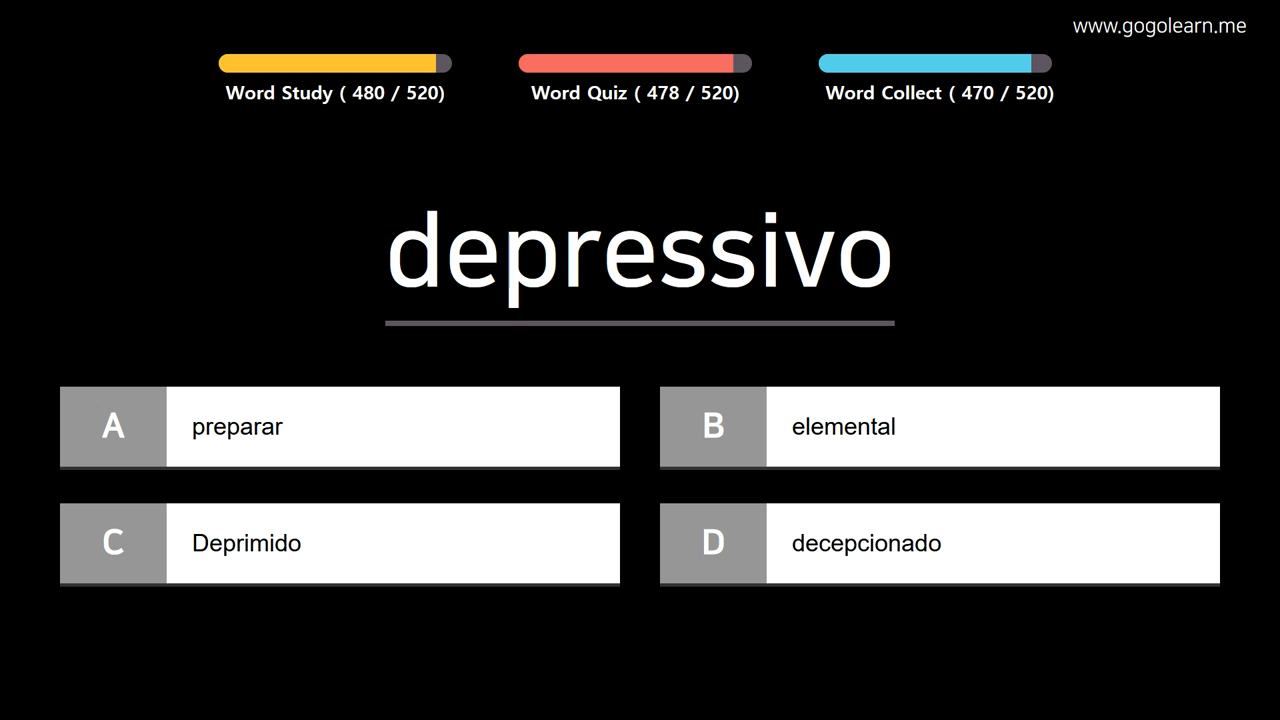 www.gogolearn.me
Word Study ( 480 / 520)
Word Quiz ( 478 / 520)
Word Collect ( 470 / 520)
depressivo
A
preparar
B
elemental
C
Deprimido
D
decepcionado